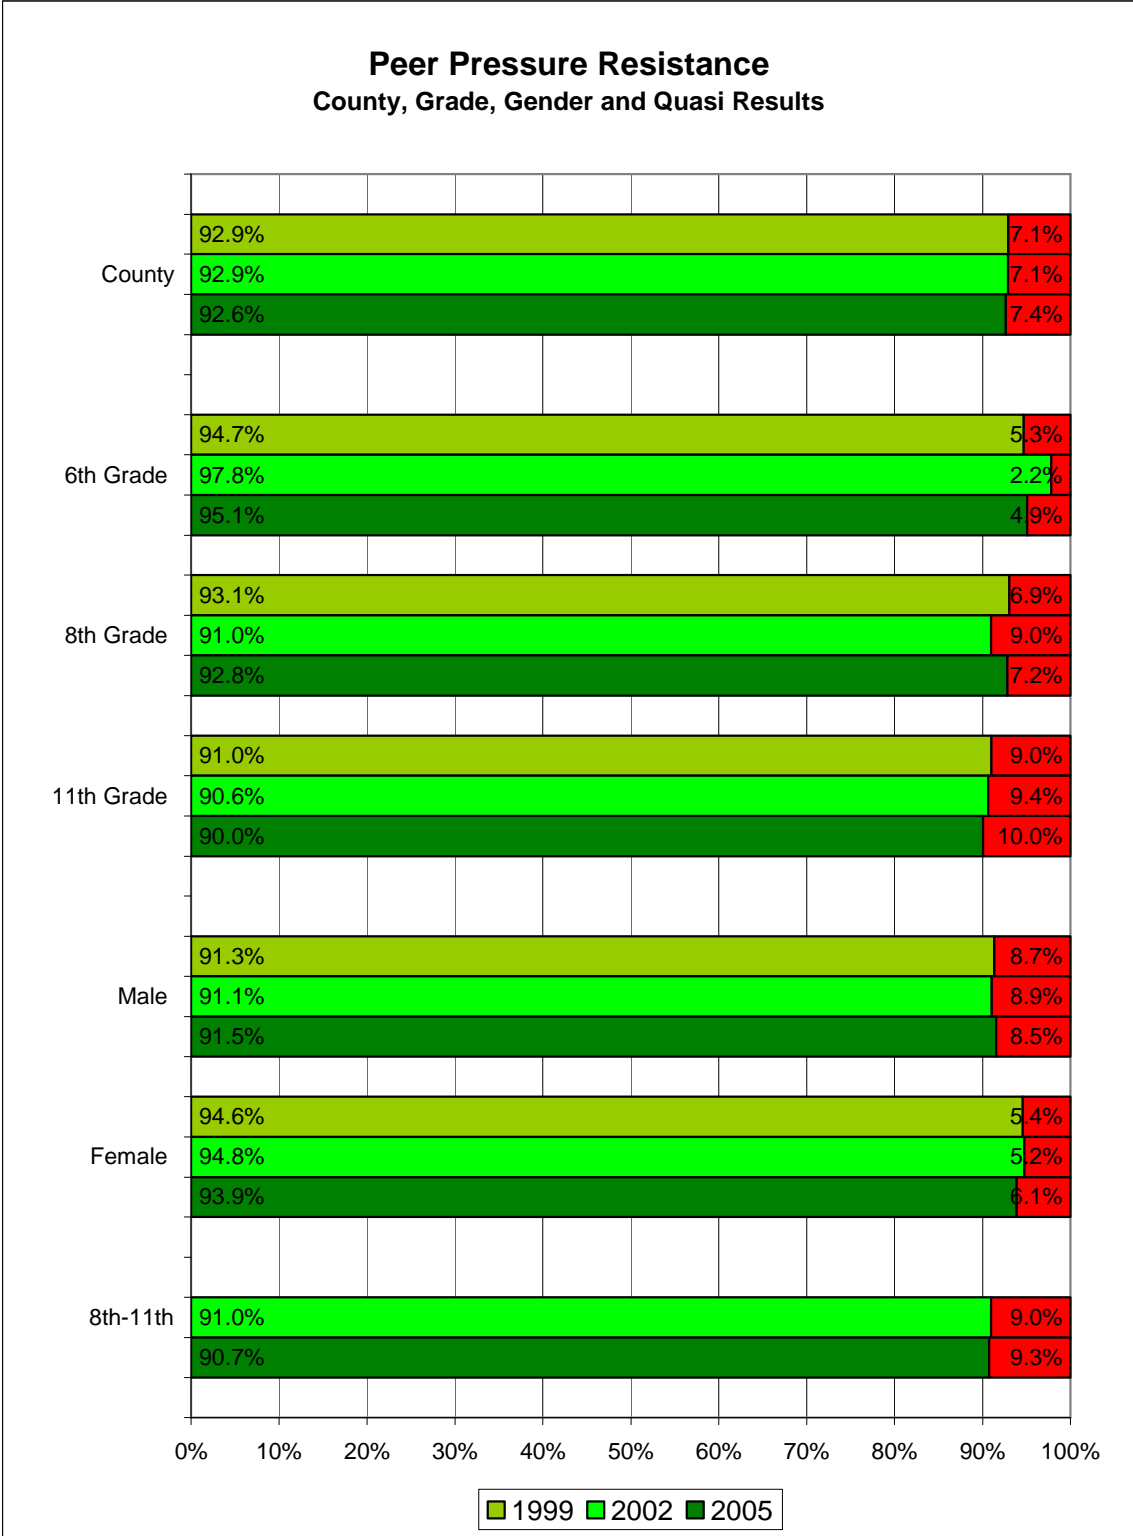 Peer Pressure Resistance
County, Grade, Gender and Quasi Results
92.9% 7.1%
County 92.9% 7.1%
92.6% 7.4%
94.7% 5.3%
6th Grade 97.8% 2.2%
95.1% 4.9%
93.1% 6.9%
8th Grade 91.0% 9.0%
92.8% 7.2%
91.0% 9.0%
11th Grade 90.6% 9.4%
90.0% 10.0%
91.3% 8.7%
Male 91.1% 8.9%
91.5% 8.5%
94.6% 5.4%
Female 94.8% 5.2%
93.9% 6.1%
8th-11th 91.0% 9.0%
90.7% 9.3%
0% 10% 20% 30% 40% 50% 60% 70% 80% 90% 100%
1999 2002 2005